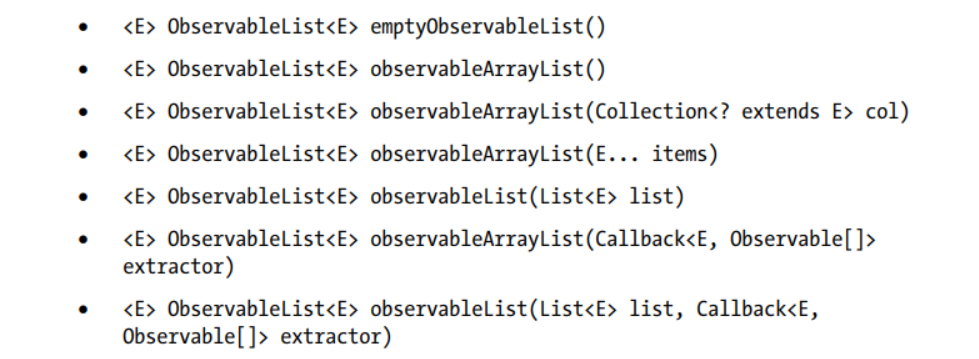 • <E> ObservableList<E> emptyObservableList()
• <E> ObservableList<E> observableArrayList()
• <E> ObservableList<E> observableArrayList(Collection<? extends E> col)
• <E> ObservableList<E> observableArrayList(E... items)
• <E> ObservableList<E> observableList(List<E> list)
• <E> ObservableList<E> observableArrayList(Callback<E, Observable[]>
extractor)
• <E> ObservableList<E> observableList(List<E> list, Callback<E,
Observable[]> extractor)